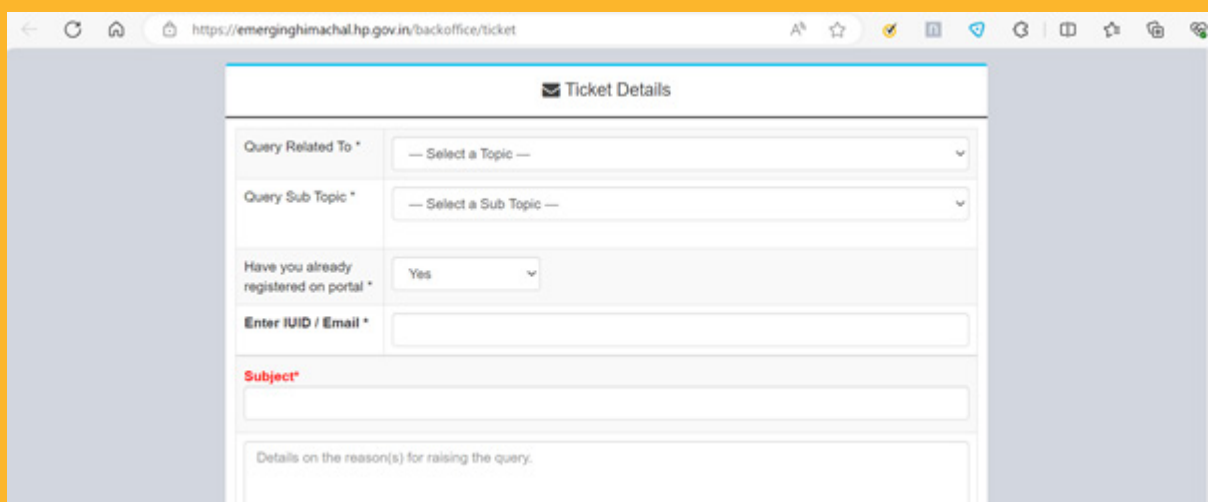 https://emerginghimachal.hp.gov.in/backoffice/ticket
Ticket Details
Query Related To *
— Select a Topic —
Query Sub Topic *
— Select a Sub Topic —
Have you already
registered on portal *
Yes
Enter IUID / Email *
Subject*
Details on the reason(s) for raising the query.